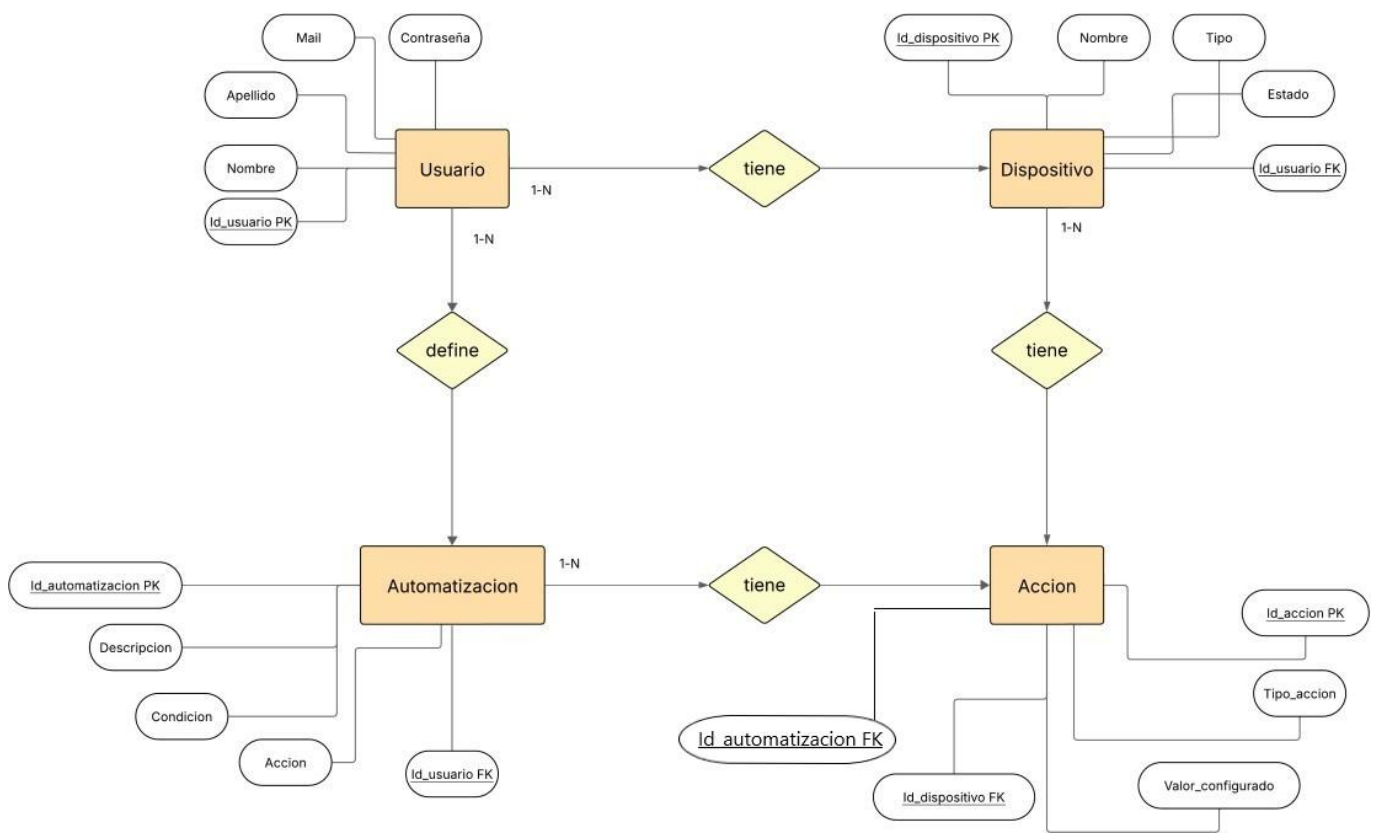 Mail
Contraseña
Id_dispositivo PK
Nombre
Tipo
Apellido
Estado
Nombre
Usuario
tiene
Dispositivo
Id_usuario FK
1-N
Id_usuario PK
1-N
1-N
define
tiene
1-N
Id_automatizacion PK
Automatizacion
tiene
Accion
Id_accion PK
Descripcion
Tipo_accion
Condicion
Id_automatizacion FK
Accion
Id_usuario FK
Id_dispositivo FK
Valor_configurado